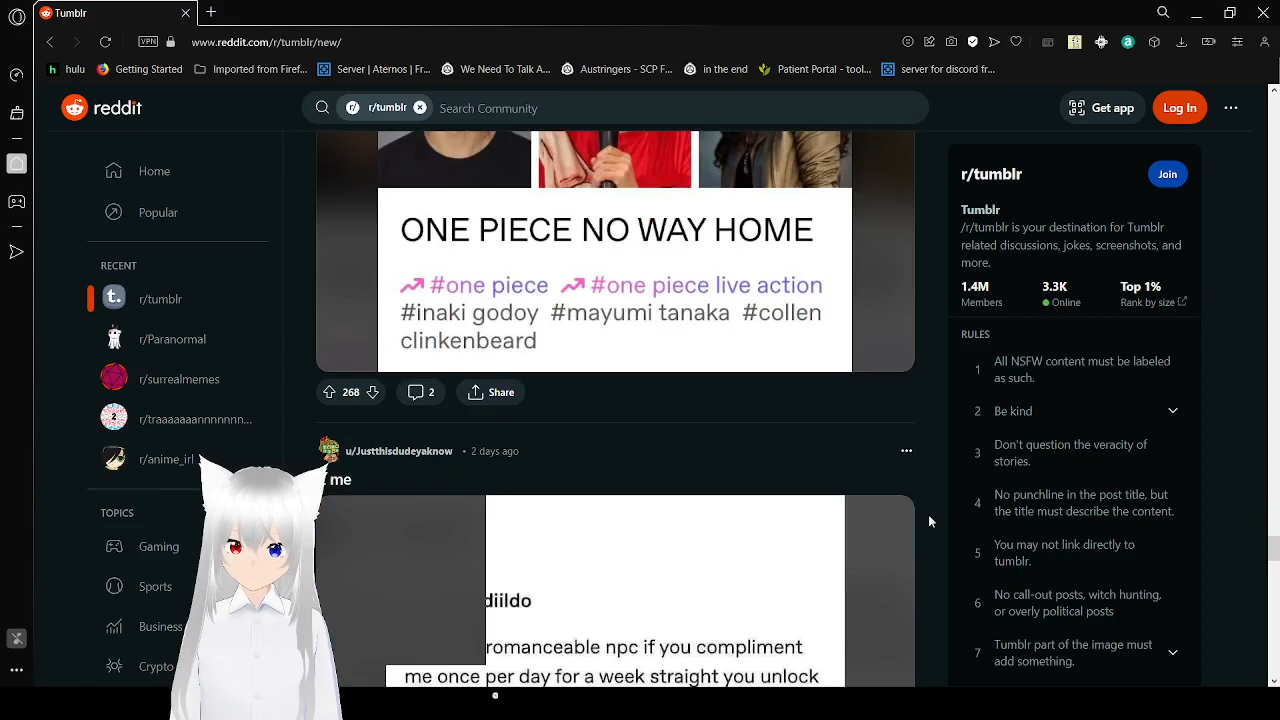 Tumblr
VPN
www.reddit.com/r/tumblr/new/
hulu
Getting Started
Imported from Firef...
Server | Aternos | Fr...
We Need To Talk A...
Austringers - SCP F...
in the end
Patient Portal - tool...
server for discord fr...
reddit
r/ r/tumblr
Search Community
Get app
Log In
Home
Popular
RECENT
r/tumblr
r/Paranormal
r/surrealmemes
r/traaaaaaannnnnnn...
r/anime_irl
TOPICS
Gaming
Sports
Business
Crypto
ONE PIECE NO WAY HOME
#one piece #one piece live action
#inaki godoy #mayumi tanaka #collen
clinkenbeard
268
2
Share
u/Justthisdudeyaknow
• 2 days ago
me
diildo
romanceable npc if you compliment
me once per day for a week straight you unlock
r/tumblr
Join
Tumblr
/r/tumblr is your destination for Tumblr
related discussions, jokes, screenshots, and
more.
1.4M
Members
3.3K
Online
Top 1%
Rank by size
RULES
1 All NSFW content must be labeled
as such.
2 Be kind
3 Don't question the veracity of
stories.
4 No punchline in the post title, but
the title must describe the content.
5 You may not link directly to
tumblr.
6 No call-out posts, witch hunting,
or overly political posts
7 Tumblr part of the image must
add something.